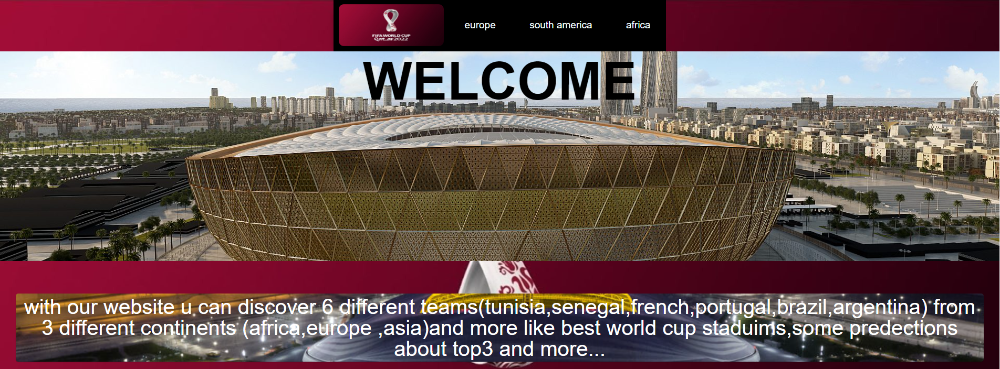 FIFA WORLD CUP
Qatar2022
europe
south america
africa
WELCOME
with our website u can discover 6 different teams(tunisia,senegal,french,portugal,brazil,argentina) from
3 different continents (africa,europe ,asia)and more like best world cup staduims,some predections
about top3 and more...